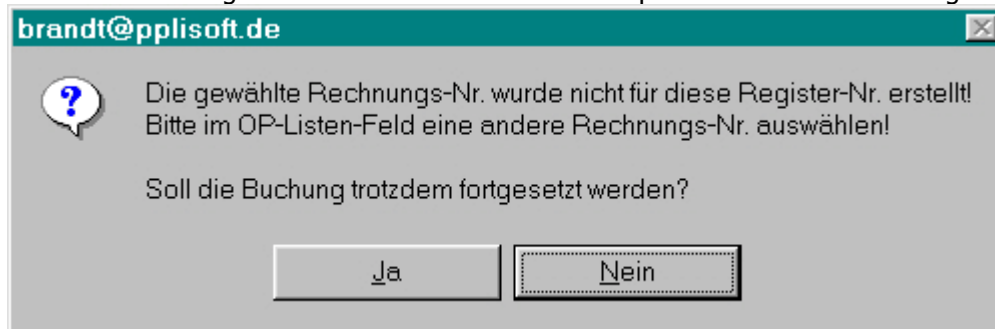 brandt@pplisoft.de
?
Die gewählte Rechnungs-Nr. wurde nicht für diese Register-Nr. erstellt!
Bitte im OP-Listen-Feld eine andere Rechnungs-Nr. auswählen!
Soll die Buchung trotzdem fortgesetzt werden?
Ja
Nein